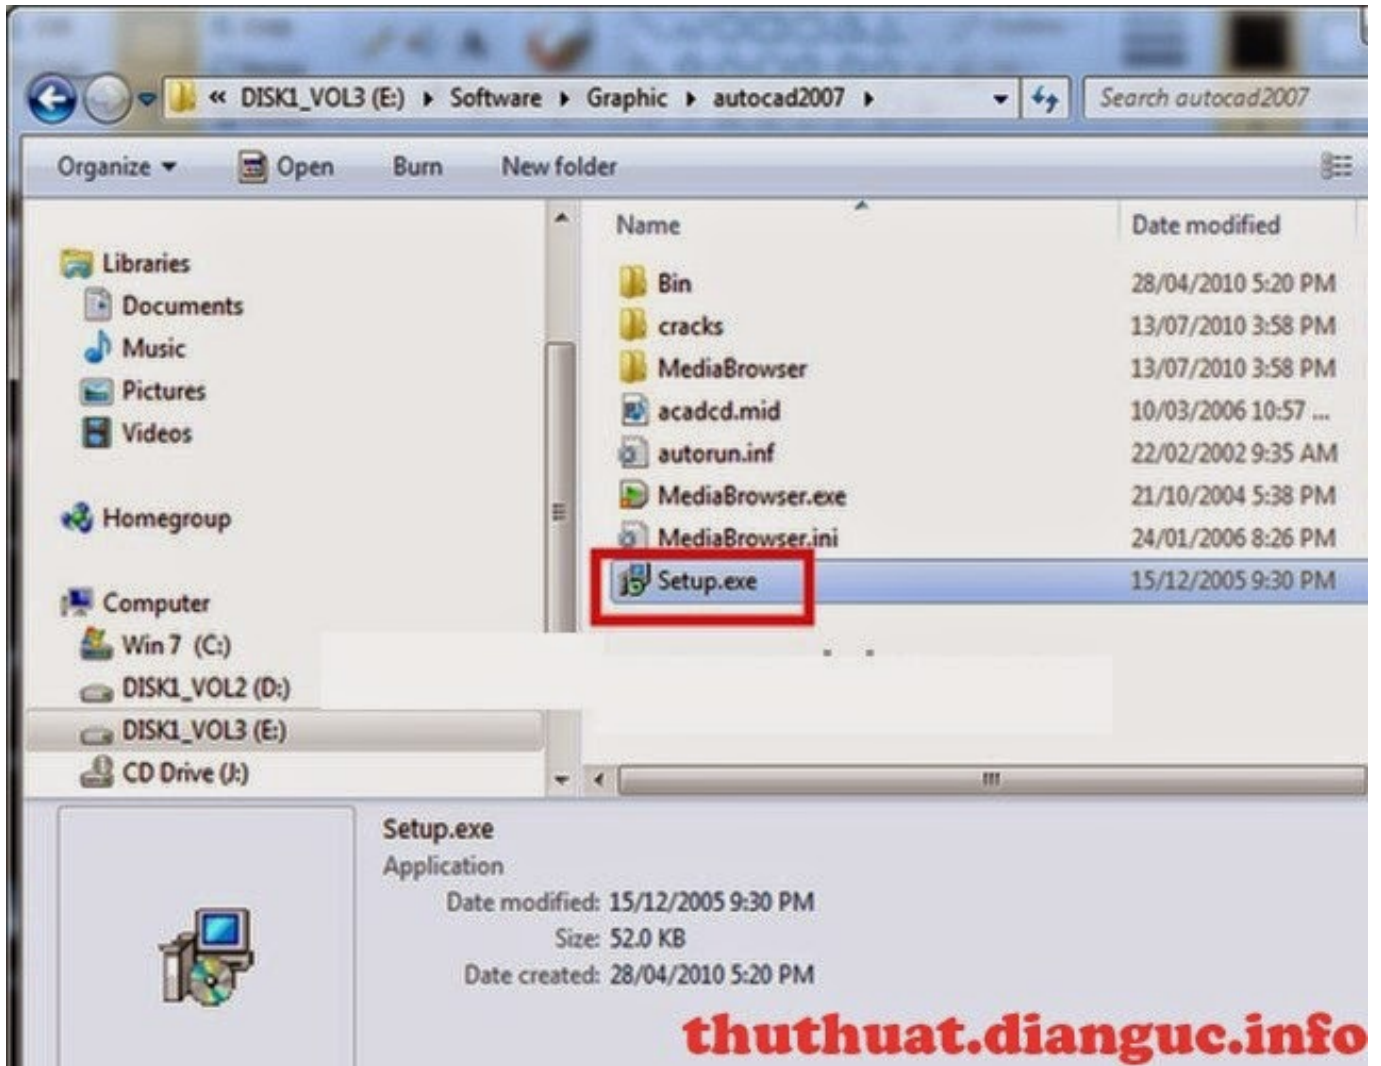 « DISK1_VOL3 (E:) Software Graphic autocad2007 Search autocad2007
Organize Open Burn New folder
Name Date modified
Libraries
Documents
Music
Pictures
Videos
Homegroup
Computer
Win 7 (C:)
DISK1_VOL2 (D:)
DISK1_VOL3 (E:)
CD Drive (J:)
Bin 28/04/2010 5:20 PM
cracks 13/07/2010 3:58 PM
MediaBrowser 13/07/2010 3:58 PM
acadcd.mid 10/03/2006 10:57 ...
autorun.inf 22/02/2002 9:35 AM
MediaBrowser.exe 21/10/2004 5:38 PM
MediaBrowser.ini 24/01/2006 8:26 PM
Setup.exe 15/12/2005 9:30 PM
Setup.exe
Application
Date modified: 15/12/2005 9:30 PM
Size: 52.0 KB
Date created: 28/04/2010 5:20 PM
thuthuat.dianguc.info